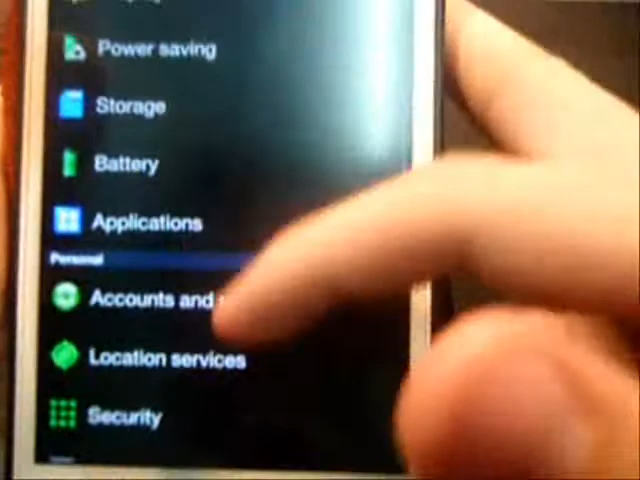 Power saving
Storage
Battery
Applications
Personal
Accounts and
Location services
Security